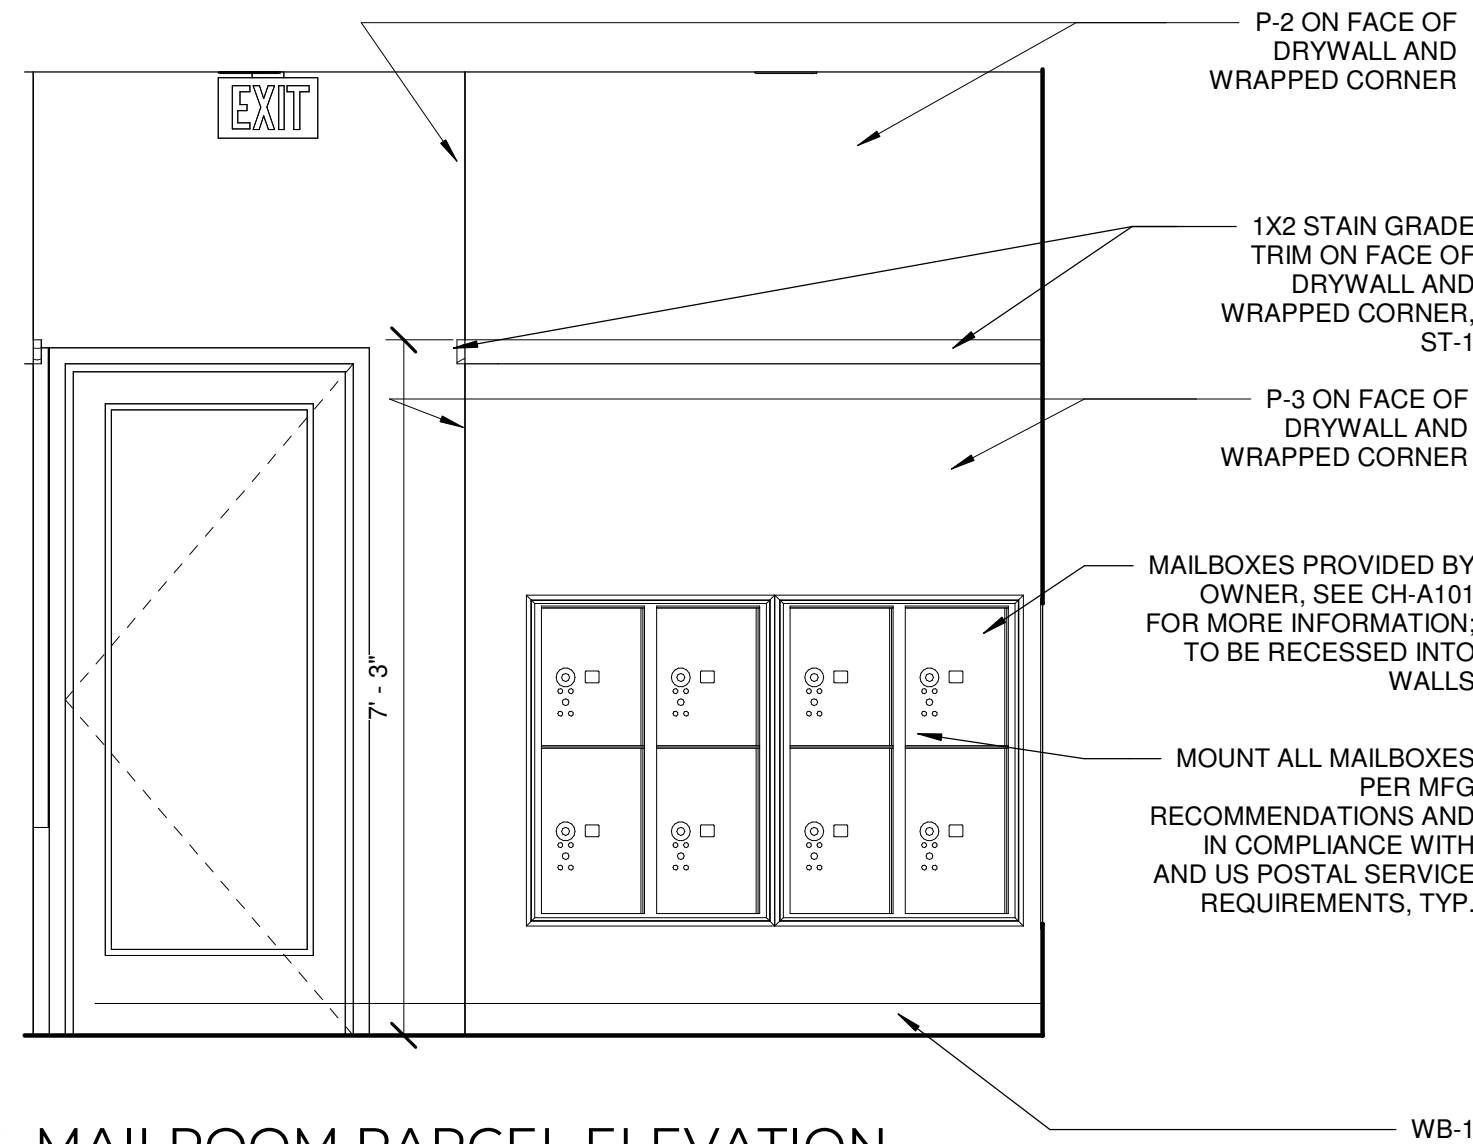 P-2 ON FACE OF
DRYWALL AND
WRAPPED CORNER
EXIT
1X2 STAIN GRADE
TRIM ON FACE OF
DRYWALL AND
WRAPPED CORNER,
ST-1
P-3 ON FACE OF
DRYWALL AND
WRAPPED CORNER
MAILBOXES PROVIDED BY
OWNER, SEE CH-A101
FOR MORE INFORMATION;
TO BE RECESSED INTO
WALLS
7' - 3"
MOUNT ALL MAILBOXES
PER MFG
RECOMMENDATIONS AND
IN COMPLIANCE WITH
AND US POSTAL SERVICE
REQUIREMENTS, TYP.
WB-1
MAILROOM PARCEL ELEVATION